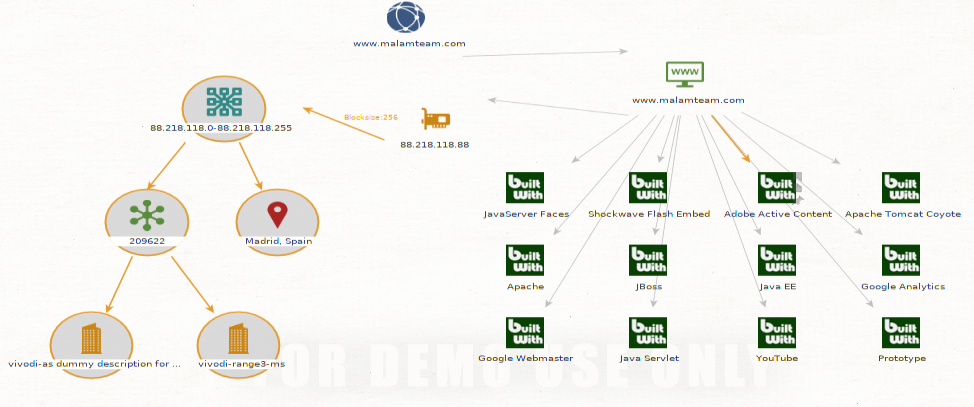 www.malamteam.com
www
www.malamteam.com
88.218.118.0-88.218.118.255
Blocksize:256
88.218.118.88
built With
built With
built With
built With
JavaServer Faces
Shockwave Flash Embed
Adobe Active Content
Apache Tomcat Coyote
209622
Madrid, Spain
built With
built With
built With
built With
Apache
JBoss
Java EE
Google Analytics
built With
built With
built With
built With
vivodi-as dummy description for ...
vivodi-range3-ms
Google Webmaster
Java Servlet
YouTube
Prototype
OR DEMO USE ONLY